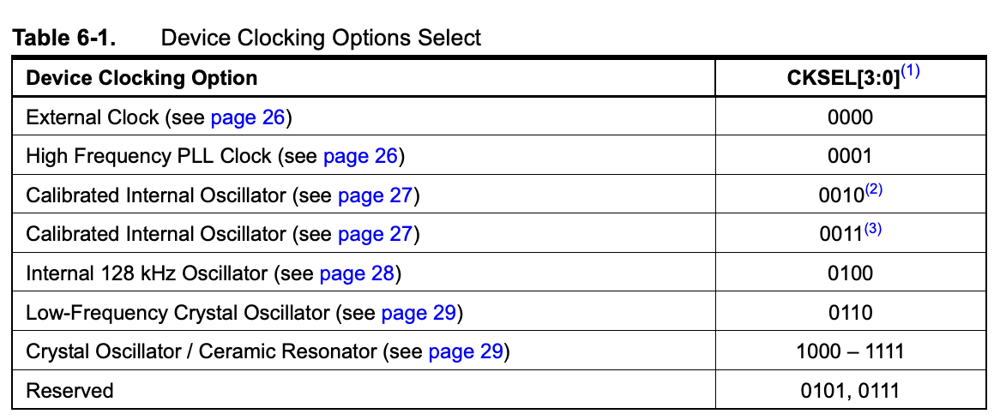 Table 6-1. Device Clocking Options Select
Device Clocking Option CKSEL[3:0](1)
External Clock (see page 26) 0000
High Frequency PLL Clock (see page 26) 0001
Calibrated Internal Oscillator (see page 27) 0010(2)
Calibrated Internal Oscillator (see page 27) 0011(3)
Internal 128 kHz Oscillator (see page 28) 0100
Low-Frequency Crystal Oscillator (see page 29) 0110
Crystal Oscillator / Ceramic Resonator (see page 29) 1000 – 1111
Reserved 0101, 0111